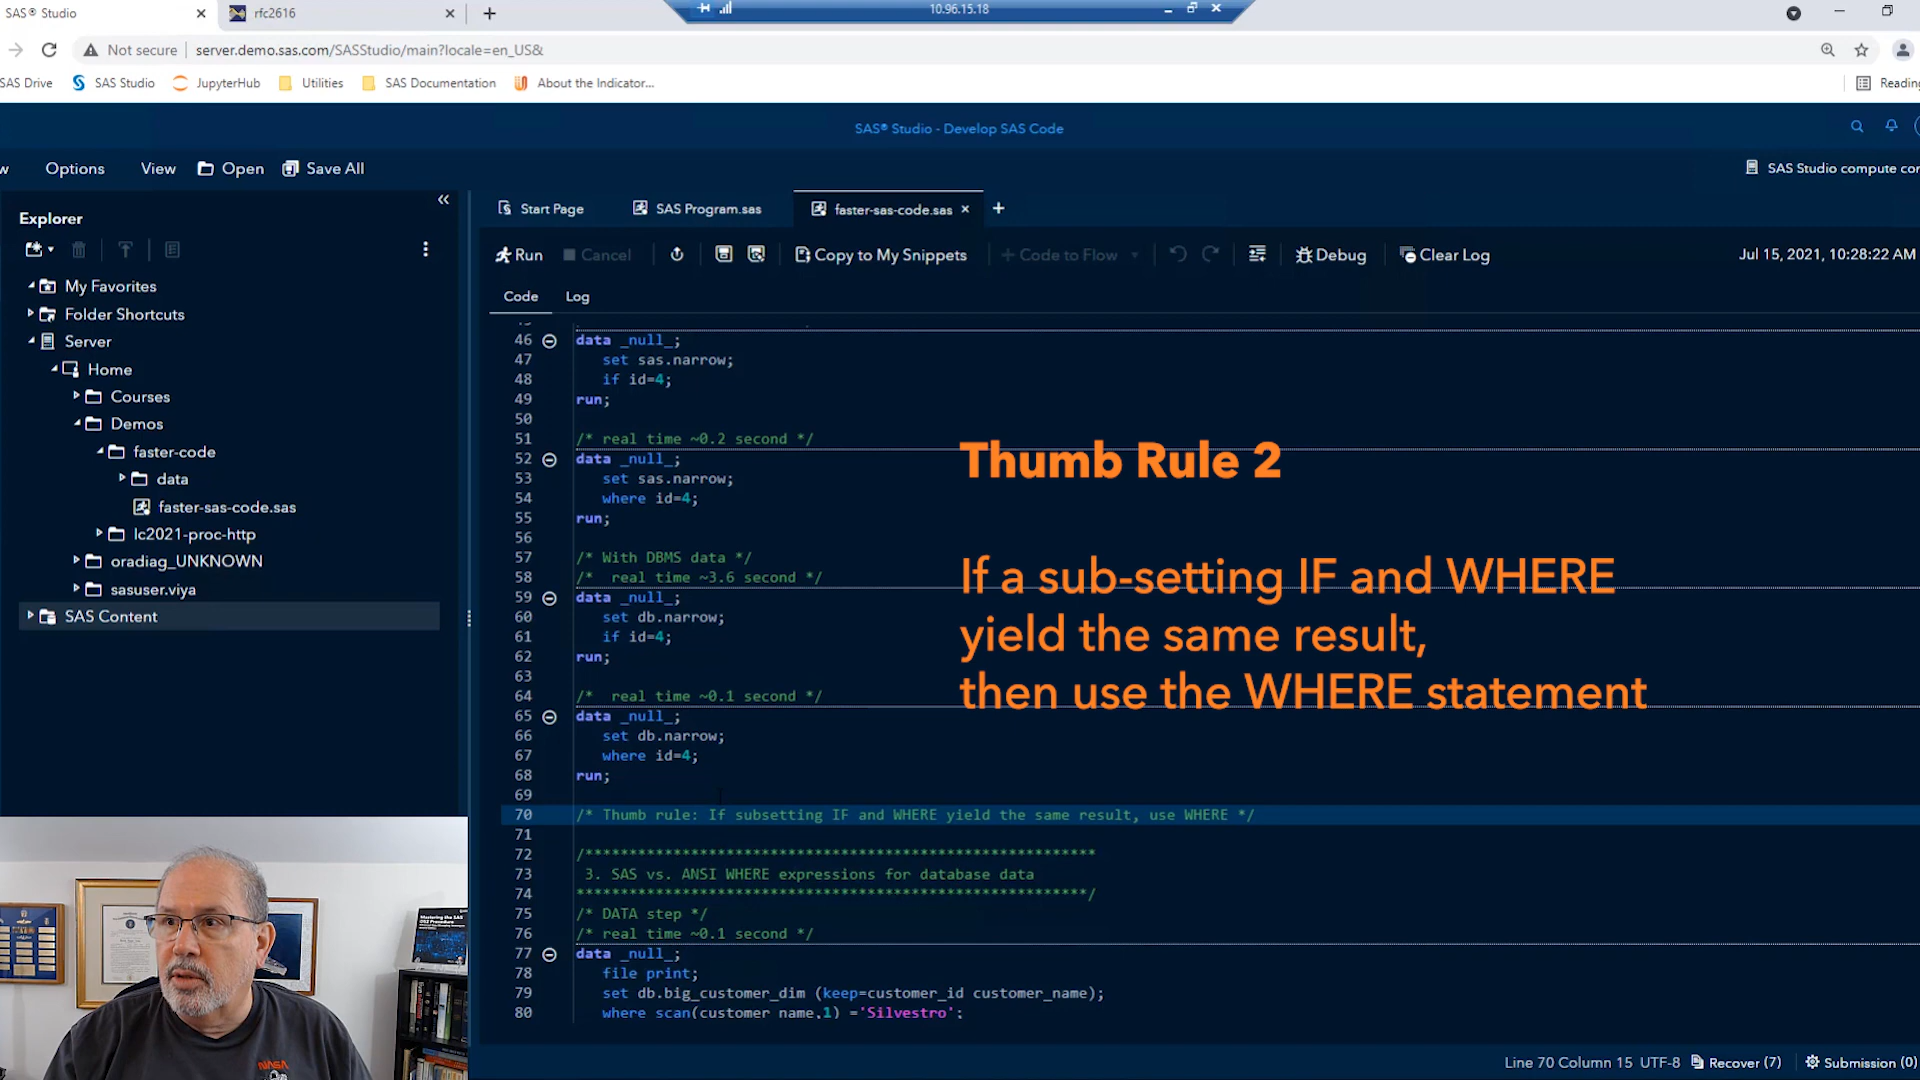 SAS® Studio
rfc2616
10.96.15.18
Not secure
server.demo.sas.com/SASStudio/main?locale=en_US&
SAS Drive
SAS Studio
JupyterHub
Utilities
SAS Documentation
About the Indicator...
Reading
SAS® Studio - Develop SAS Code
w
Options
View
Open
Save All
SAS Studio compute con
Explorer
My Favorites
Folder Shortcuts
Server
Home
Courses
Demos
faster-code
data
faster-sas-code.sas
lc2021-proc-http
oradiag_UNKNOWN
sasuser.viya
SAS Content
Start Page
SAS Program.sas
faster-sas-code.sas
Run
Cancel
Copy to My Snippets
Code to Flow
Debug
Clear Log
Jul 15, 2021, 10:28:22 AM
Code
Log
46 data _null_;
47 set sas.narrow;
48 if id=4;
49 run;
50
51 /* real time ~0.2 second */
52 data _null_;
53 set sas.narrow;
54 where id=4;
55 run;
56
57 /* With DBMS data */
58 /*  real time ~3.6 second */
59 data _null_;
60 set db.narrow;
61 if id=4;
62 run;
63
64 /*  real time ~0.1 second */
65 data _null_;
66 set db.narrow;
67 where id=4;
68 run;
69
70 /* Thumb rule: If subsetting IF and WHERE yield the same result, use WHERE */
71
72 /**********************************************************
73 3. SAS vs. ANSI WHERE expressions for database data
74 **********************************************************/
75 /* DATA step */
76 /* real time ~0.1 second */
77 data _null_;
78 file print;
79 set db.big_customer_dim (keep=customer_id customer_name);
80 where scan(customer_name,1) ='Silvestro';
Thumb Rule 2
If a sub-setting IF and WHERE
yield the same result,
then use the WHERE statement
Line 70 Column 15 UTF-8
Recover (7)
Submission (0)
Mastering the SAS
DS2 Procedure
NASA